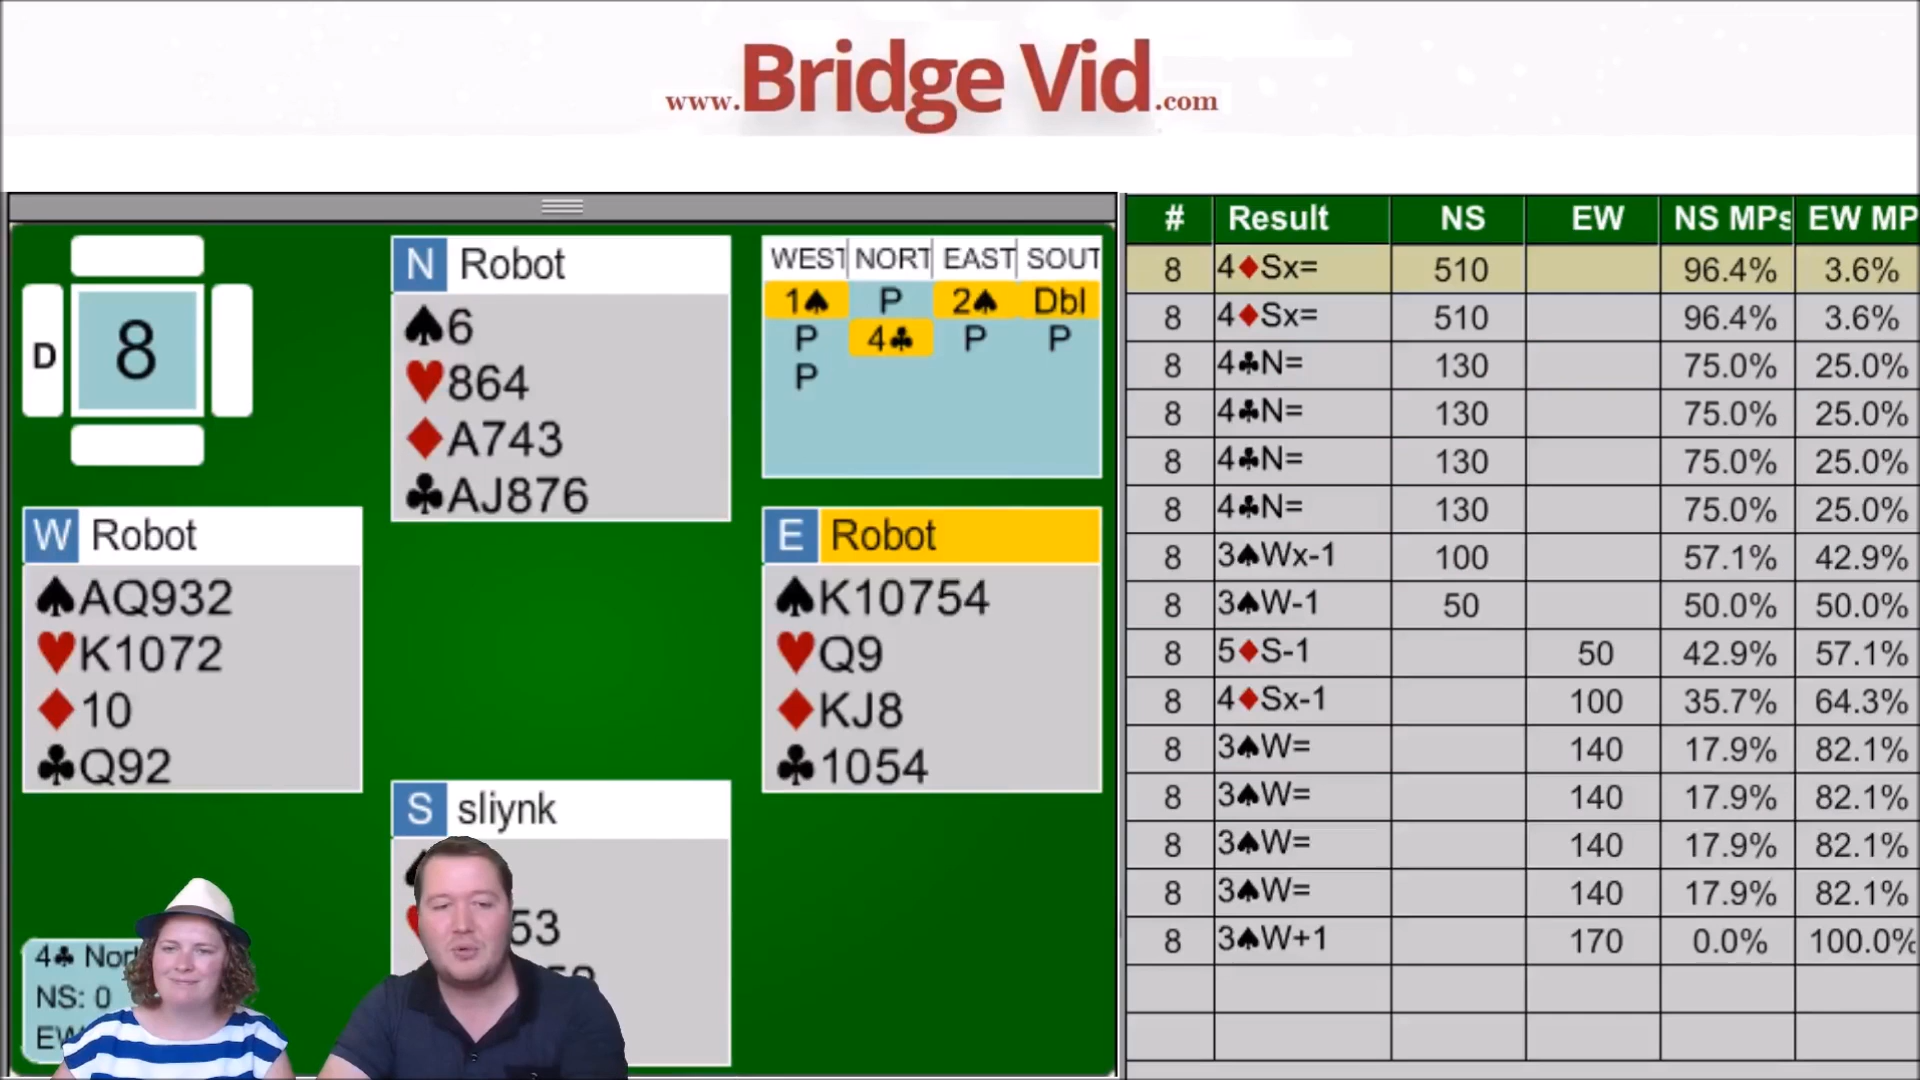 www.Bridge Vid.com
N Robot
♠6
♥864
♦A743
♣AJ876
D 8
WEST NORT EAST SOUT
1♠ P 2♠ Dbl
P 4♣ P P
P
W Robot
♠AQ932
♥K1072
♦10
♣Q92
E Robot
♠K10754
♥Q9
♦KJ8
♣1054
S sliynk
53
4♣ Nor
NS: 0
EW
# Result NS EW NS MPs EW MP
8 4♦Sx= 510 96.4% 3.6%
8 4♦Sx= 510 96.4% 3.6%
8 4♣N= 130 75.0% 25.0%
8 4♣N= 130 75.0% 25.0%
8 4♣N= 130 75.0% 25.0%
8 4♣N= 130 75.0% 25.0%
8 3♠Wx-1 100 57.1% 42.9%
8 3♠W-1 50 50.0% 50.0%
8 5♦S-1 50 42.9% 57.1%
8 4♦Sx-1 100 35.7% 64.3%
8 3♠W= 140 17.9% 82.1%
8 3♠W= 140 17.9% 82.1%
8 3♠W= 140 17.9% 82.1%
8 3♠W= 140 17.9% 82.1%
8 3♠W+1 170 0.0% 100.0%